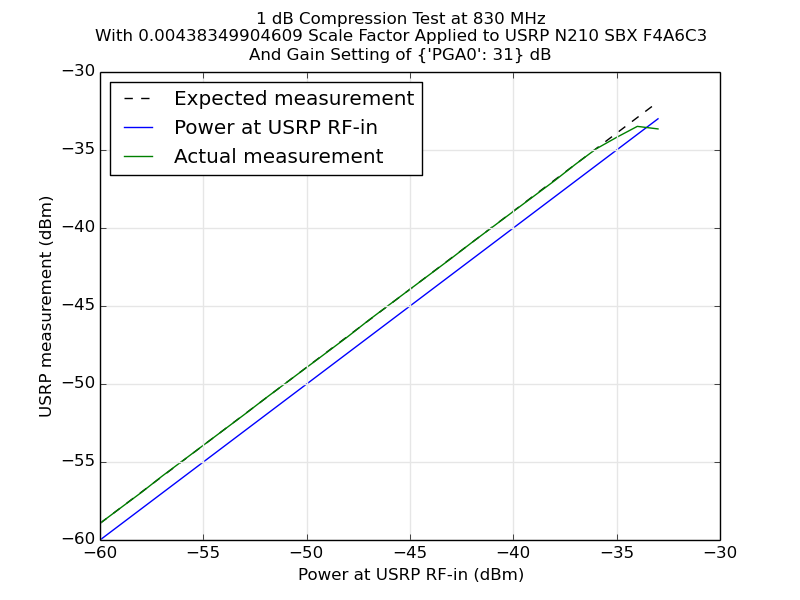 1 dB Compression Test at 830 MHz
With 0.00438349904609 Scale Factor Applied to USRP N210 SBX F4A6C3
And Gain Setting of {'PGA0': 31} dB
Expected measurement
Power at USRP RF-in
Actual measurement
−30
−35
−40
−45
−50
−55
−60
USRP measurement (dBm)
−60 −55 −50 −45 −40 −35 −30
Power at USRP RF-in (dBm)